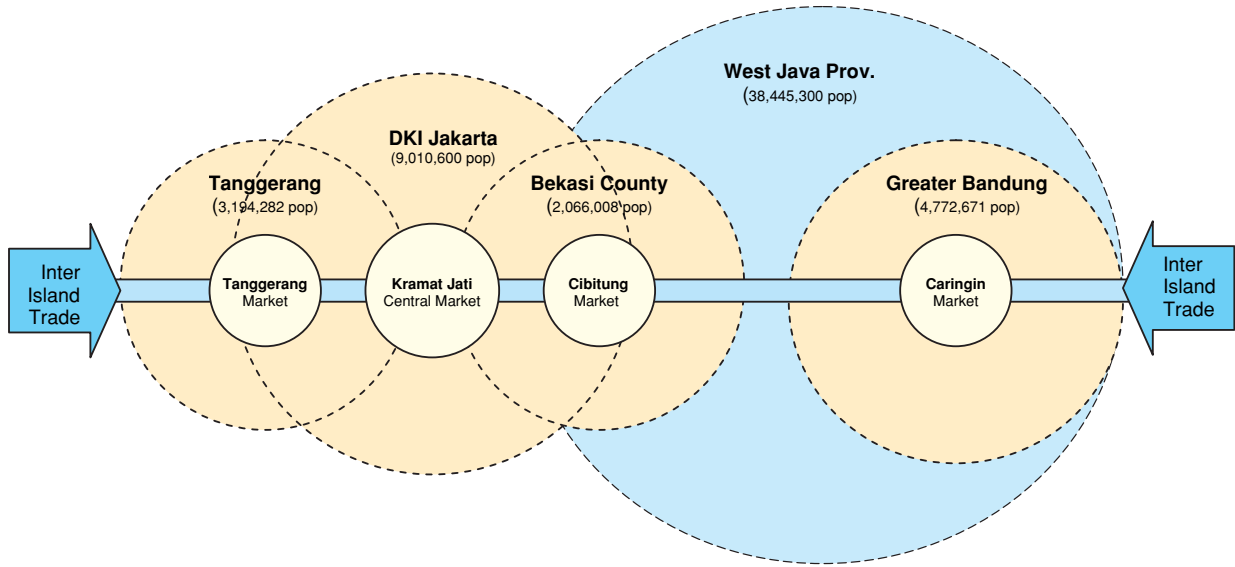 West Java Prov.
(38,445,300 pop)
DKI Jakarta
(9,010,600 pop)
Tanggerang
(3,194,282 pop)
Bekasi County
(2,066,008 pop)
Greater Bandung
(4,772,671 pop)
Inter
Island
Trade
Tanggerang
Market
Kramat Jati
Central Market
Cibitung
Market
Caringin
Market
Inter
Island
Trade